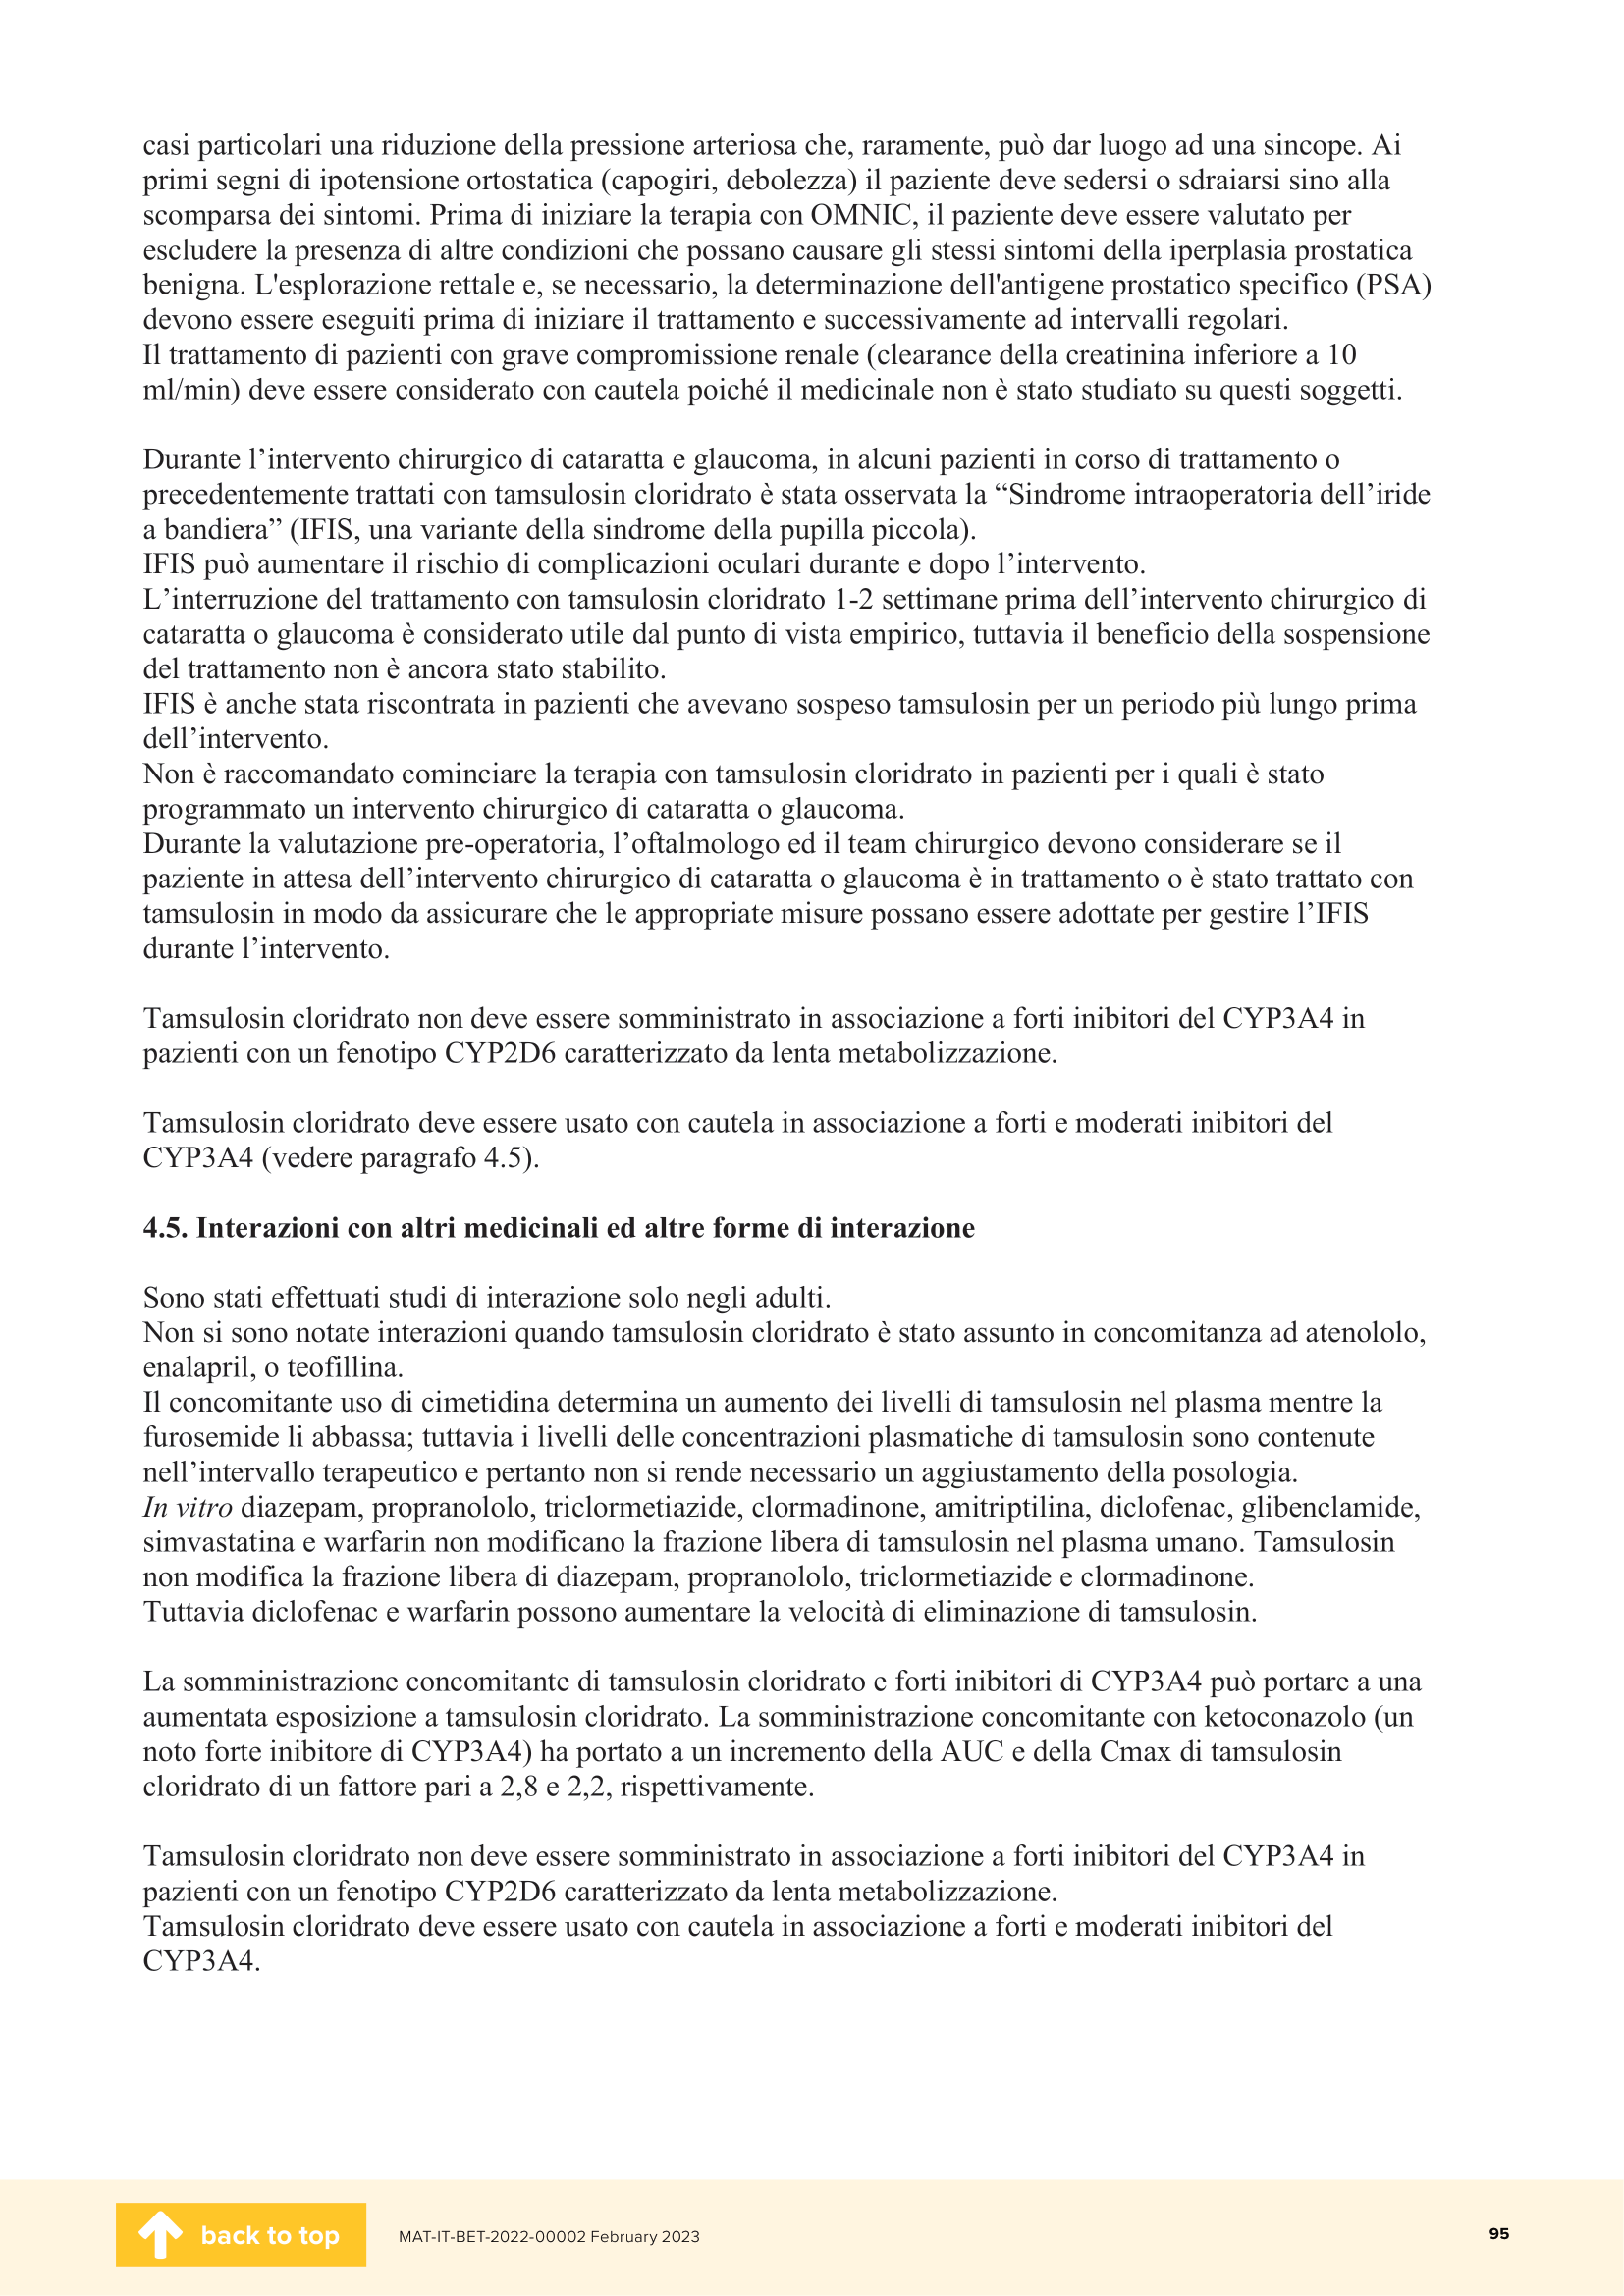 casi particolari una riduzione della pressione arteriosa che, raramente, può dar luogo ad una sincope. Ai
primi segni di ipotensione ortostatica (capogiri, debolezza) il paziente deve sedersi o sdraiarsi sino alla
scomparsa dei sintomi. Prima di iniziare la terapia con OMNIC, il paziente deve essere valutato per
escludere la presenza di altre condizioni che possano causare gli stessi sintomi della iperplasia prostatica
benigna. L'esplorazione rettale e, se necessario, la determinazione dell'antigene prostatico specifico (PSA)
devono essere eseguiti prima di iniziare il trattamento e successivamente ad intervalli regolari.
Il trattamento di pazienti con grave compromissione renale (clearance della creatinina inferiore a 10
ml/min) deve essere considerato con cautela poiché il medicinale non è stato studiato su questi soggetti.
Durante l’intervento chirurgico di cataratta e glaucoma, in alcuni pazienti in corso di trattamento o
precedentemente trattati con tamsulosin cloridrato è stata osservata la “Sindrome intraoperatoria dell’iride
a bandiera” (IFIS, una variante della sindrome della pupilla piccola).
IFIS può aumentare il rischio di complicazioni oculari durante e dopo l’intervento.
L’interruzione del trattamento con tamsulosin cloridrato 1-2 settimane prima dell’intervento chirurgico di
cataratta o glaucoma è considerato utile dal punto di vista empirico, tuttavia il beneficio della sospensione
del trattamento non è ancora stato stabilito.
IFIS è anche stata riscontrata in pazienti che avevano sospeso tamsulosin per un periodo più lungo prima
dell’intervento.
Non è raccomandato cominciare la terapia con tamsulosin cloridrato in pazienti per i quali è stato
programmato un intervento chirurgico di cataratta o glaucoma.
Durante la valutazione pre-operatoria, l’oftalmologo ed il team chirurgico devono considerare se il
paziente in attesa dell’intervento chirurgico di cataratta o glaucoma è in trattamento o è stato trattato con
tamsulosin in modo da assicurare che le appropriate misure possano essere adottate per gestire l’IFIS
durante l’intervento.
Tamsulosin cloridrato non deve essere somministrato in associazione a forti inibitori del CYP3A4 in
pazienti con un fenotipo CYP2D6 caratterizzato da lenta metabolizzazione.
Tamsulosin cloridrato deve essere usato con cautela in associazione a forti e moderati inibitori del
CYP3A4 (vedere paragrafo 4.5).
4.5. Interazioni con altri medicinali ed altre forme di interazione
Sono stati effettuati studi di interazione solo negli adulti.
Non si sono notate interazioni quando tamsulosin cloridrato è stato assunto in concomitanza ad atenololo,
enalapril, o teofillina.
Il concomitante uso di cimetidina determina un aumento dei livelli di tamsulosin nel plasma mentre la
furosemide li abbassa; tuttavia i livelli delle concentrazioni plasmatiche di tamsulosin sono contenute
nell’intervallo terapeutico e pertanto non si rende necessario un aggiustamento della posologia.
In vitro diazepam, propranololo, triclormetiazide, clormadinone, amitriptilina, diclofenac, glibenclamide,
simvastatina e warfarin non modificano la frazione libera di tamsulosin nel plasma umano. Tamsulosin
non modifica la frazione libera di diazepam, propranololo, triclormetiazide e clormadinone.
Tuttavia diclofenac e warfarin possono aumentare la velocità di eliminazione di tamsulosin.
La somministrazione concomitante di tamsulosin cloridrato e forti inibitori di CYP3A4 può portare a una
aumentata esposizione a tamsulosin cloridrato. La somministrazione concomitante con ketoconazolo (un
noto forte inibitore di CYP3A4) ha portato a un incremento della AUC e della Cmax di tamsulosin
cloridrato di un fattore pari a 2,8 e 2,2, rispettivamente.
Tamsulosin cloridrato non deve essere somministrato in associazione a forti inibitori del CYP3A4 in
pazienti con un fenotipo CYP2D6 caratterizzato da lenta metabolizzazione.
Tamsulosin cloridrato deve essere usato con cautela in associazione a forti e moderati inibitori del
CYP3A4.
back to top
MAT-IT-BET-2022-00002 February 2023
95